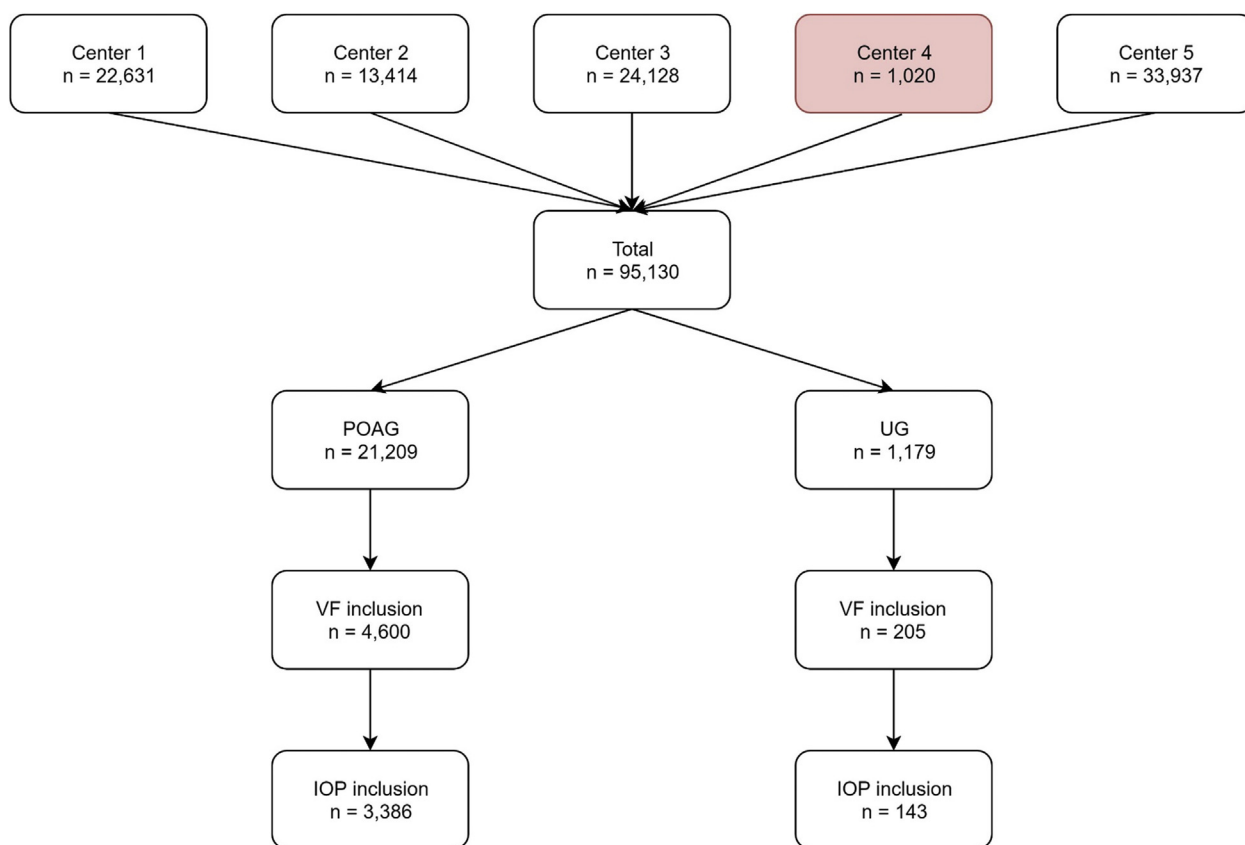 Center 1
n = 22,631
Center 2
n = 13,414
Center 3
n = 24,128
Center 4
n = 1,020
Center 5
n = 33,937
Total
n = 95,130
POAG
n = 21,209
UG
n = 1,179
VF inclusion
n = 4,600
VF inclusion
n = 205
IOP inclusion
n = 3,386
IOP inclusion
n = 143